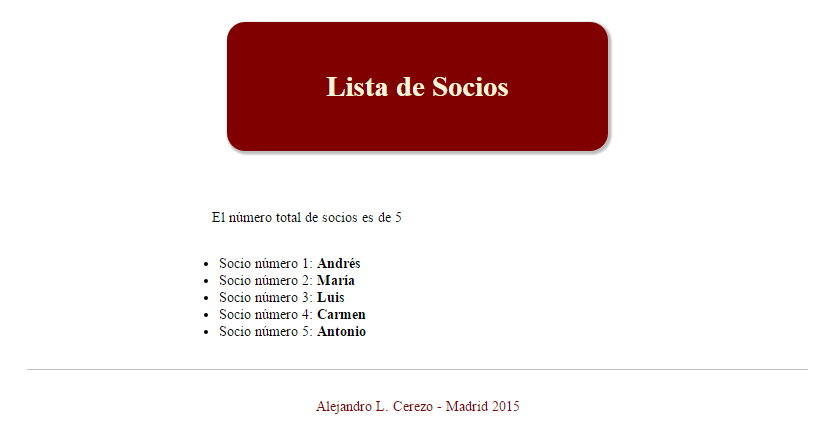 Lista de Socios
El número total de socios es de 5
Socio número 1: Andrés
Socio número 2: María
Socio número 3: Luis
Socio número 4: Carmen
Socio número 5: Antonio
Alejandro L. Cerezo - Madrid 2015